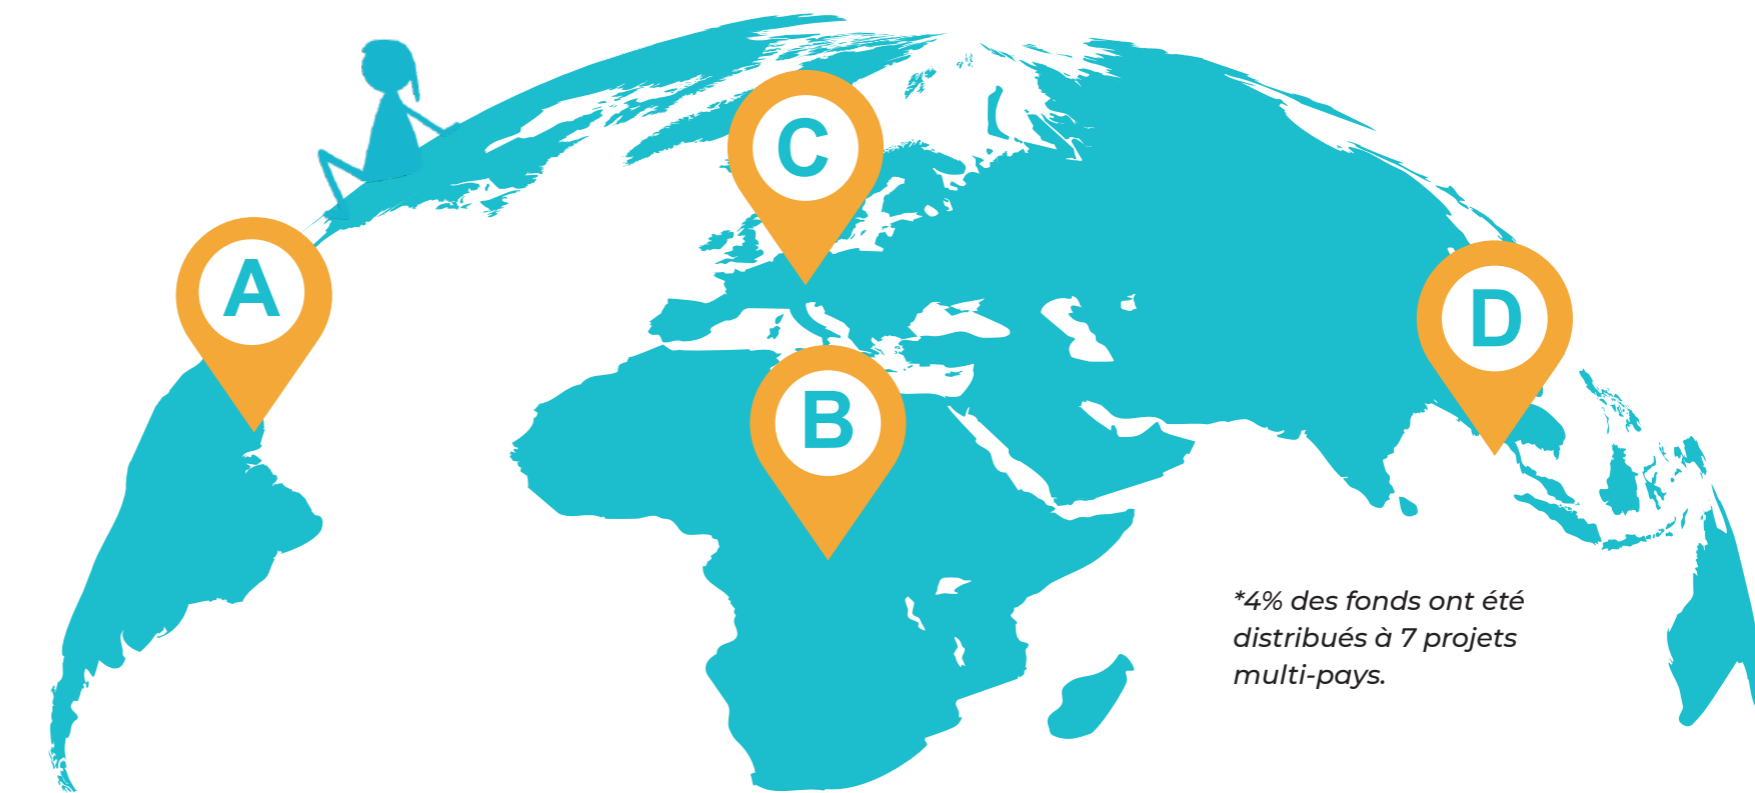 C
A
D
B
*4% des fonds ont été
distribués à 7 projets
multi-pays.